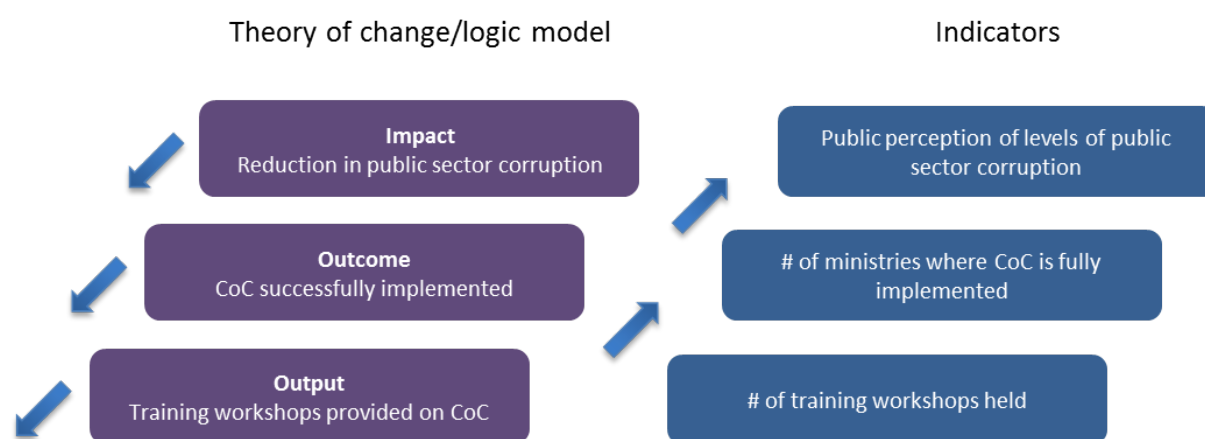 Theory of change/logic model
Indicators
Impact
Reduction in public sector corruption
Public perception of levels of public
sector corruption
Outcome
CoC successfully implemented
# of ministries where CoC is fully
implemented
Output
Training workshops provided on CoC
# of training workshops held